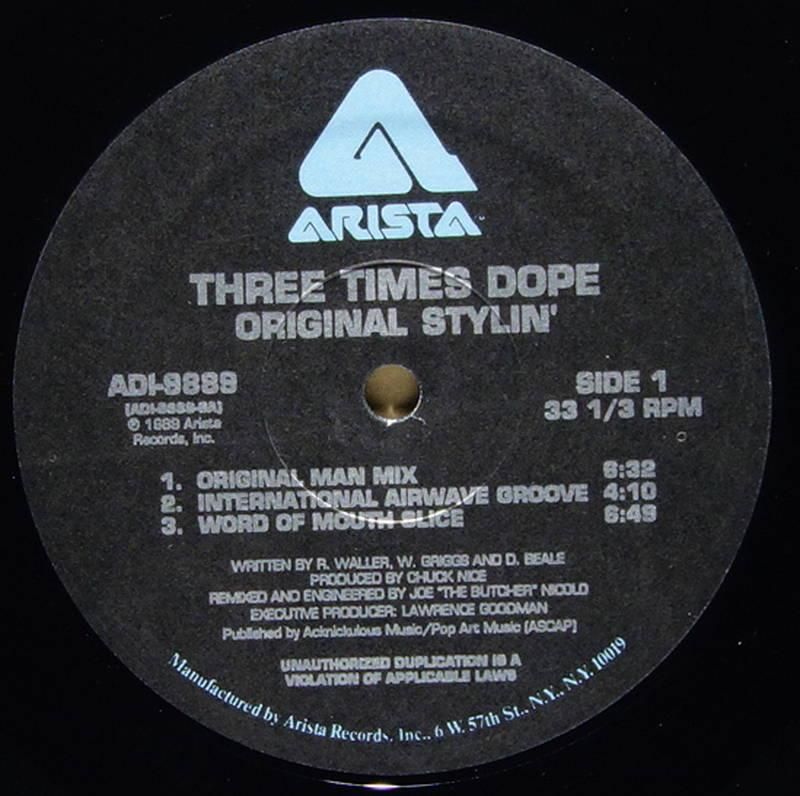 ARISTA
THREE TIMES DOPE
ORIGINAL STYLIN'
ADI-9889 SIDE 1
[ADI-9889-SA] 33 1/3 RPM
℗ 1989 Arista
Records, Inc.
1. ORIGINAL MAN MIX 6:32
2. INTERNATIONAL AIRWAVE GROOVE 4:10
3. WORD OF MOUTH SLICE 6:49
WRITTEN BY R. WALLER, W. GRIGGS AND D. BEALE
PRODUCED BY CHUCK NICE
REMIXED AND ENGINEERED BY JOE "THE BUTCHER" NICOLO
EXECUTIVE PRODUCER: LAWRENCE GOODMAN
Published by Acknickulous Music/Pop Art Music (ASCAP)
UNAUTHORIZED DUPLICATION IS A
VIOLATION OF APPLICABLE LAWS
Manufactured by Arista Records, Inc., 6 W. 57th St., N.Y., N.Y. 10019